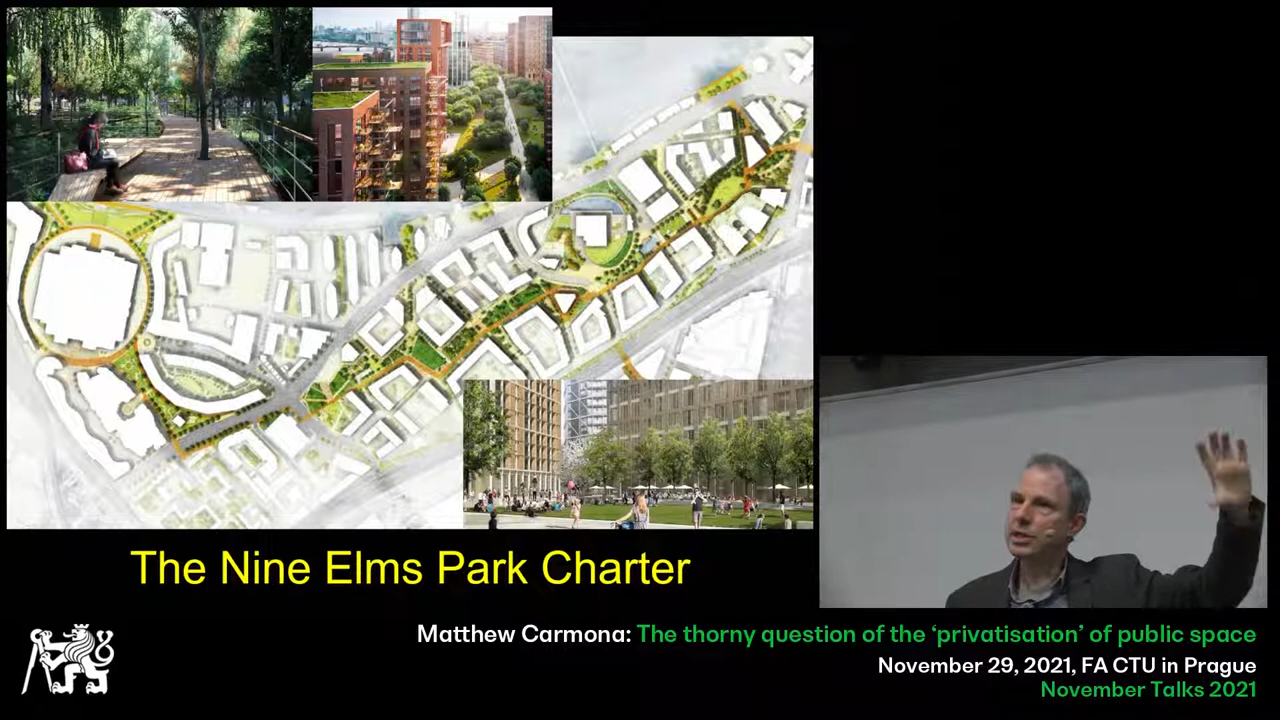 The Nine Elms Park Charter
Matthew Carmona: The thorny question of the ‘privatisation’ of public space
November 29, 2021, FA CTU in Prague
November Talks 2021